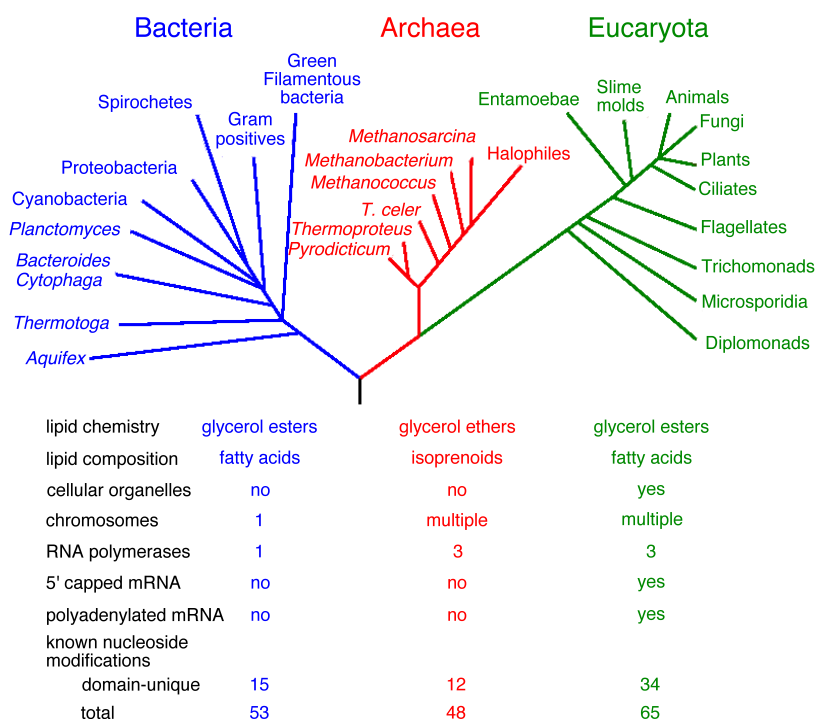 Bacteria Archaea Eucaryota
Green
Filamentous
bacteria
Spirochetes
Gram
positives
Proteobacteria
Cyanobacteria
Planctomyces
Bacteroides
Cytophaga
Thermotoga
Aquifex
Methanosarcina
Methanobacterium
Halophiles
Methanococcus
T. celer
Thermoproteus
Pyrodicticum
Entamoebae
Slime
molds
Animals
Fungi
Plants
Ciliates
Flagellates
Trichomonads
Microsporidia
Diplomonads
lipid chemistry glycerol esters glycerol ethers glycerol esters
lipid composition fatty acids isoprenoids fatty acids
cellular organelles no no yes
chromosomes 1 multiple multiple
RNA polymerases 1 3 3
5' capped mRNA no no yes
polyadenylated mRNA no no yes
known nucleoside
modifications
domain-unique 15 12 34
total 53 48 65